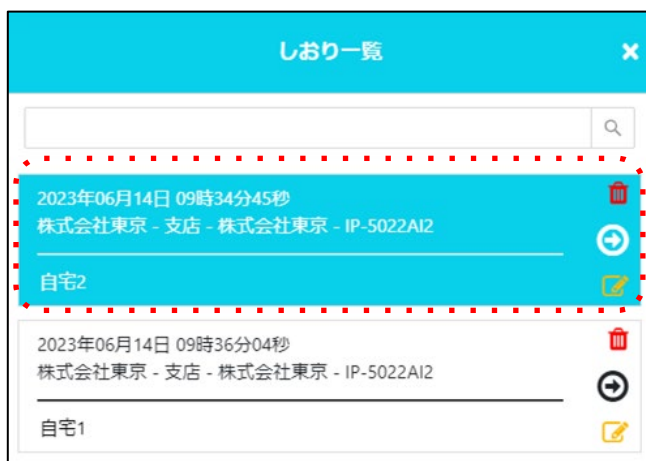 しおり一覧
2023年06月14日 09時34分45秒
株式会社東京 - 支店 - 株式会社東京 - IP-5022AI2
自宅2
2023年06月14日 09時36分04秒
株式会社東京 - 支店 - 株式会社東京 - IP-5022AI2
自宅1